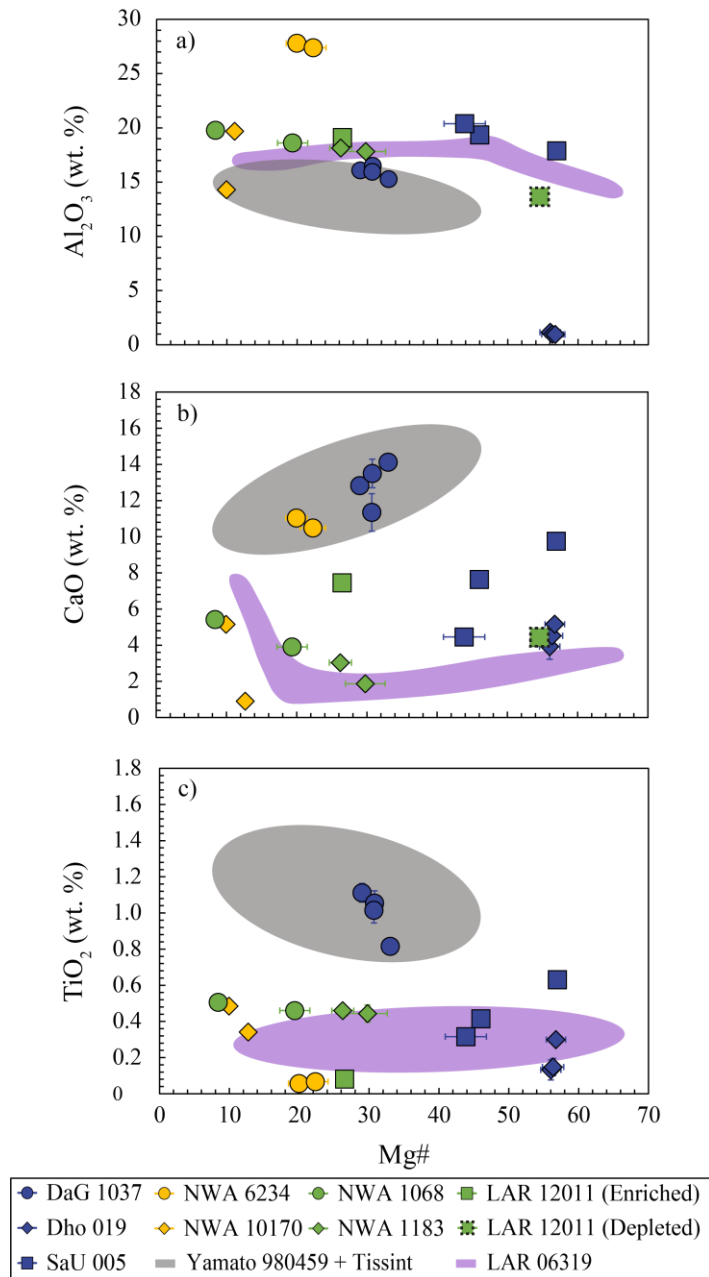 a)
30
25
20
15
10
5
0
Al₂O₃ (wt. %)
b)
18
16
14
12
10
8
6
4
2
0
CaO (wt. %)
c)
1.8
1.6
1.4
1.2
1.0
0.8
0.6
0.4
0.2
0
TiO₂ (wt. %)
0 10 20 30 40 50 60 70
Mg#
DaG 1037 NWA 6234 NWA 1068 LAR 12011 (Enriched)
Dho 019 NWA 10170 NWA 1183 LAR 12011 (Depleted)
SaU 005 Yamato 980459 + Tissint LAR 06319